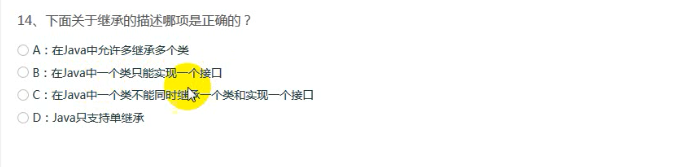 14、下面关于继承的描述哪项是正确的？
A：在Java中允许多继承多个类
B：在Java中一个类只能实现一个接口
C：在Java中一个类不能同时继承一个类和实现一个接口
D：Java只支持单继承